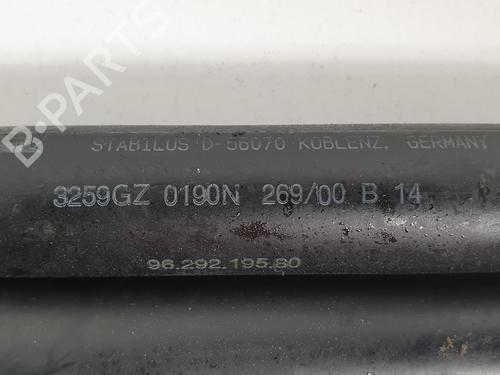 B-PARTS
STABILUS D-56070 KOBLENZ, GERMANY
3259GZ 0190N 269/00 B 14
96.292.195.80